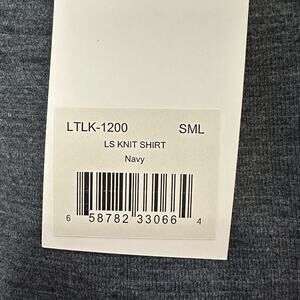 LTLK-1200 SML
LS KNIT SHIRT
Navy
6 58782 33066 4